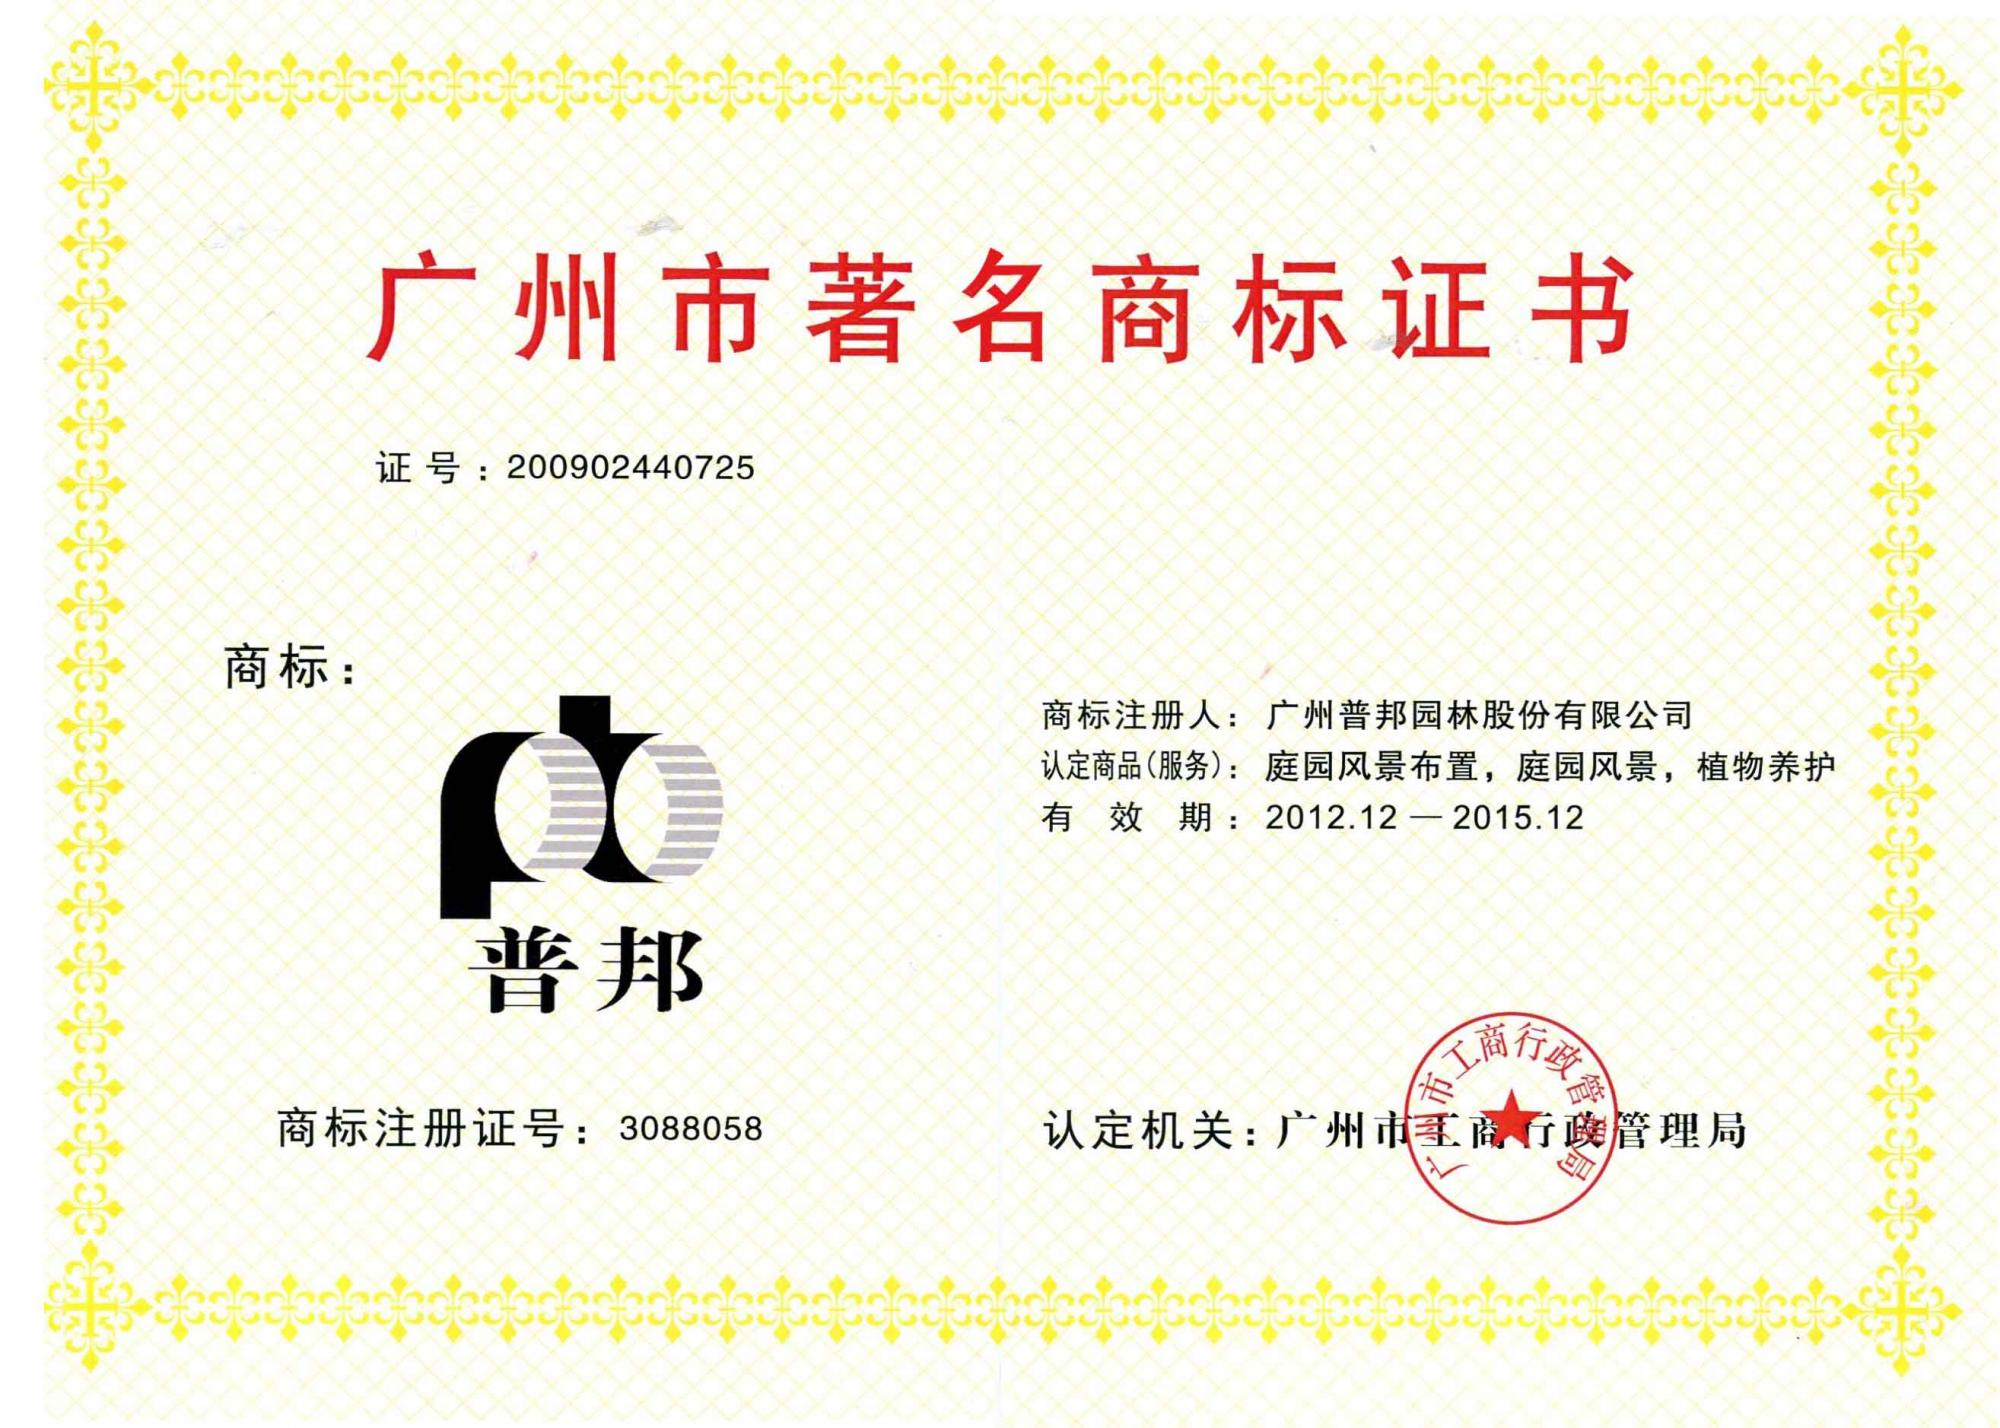 广州市著名商标证书
证号：200902440725
商标：
pb
普邦
商标注册证号：3088058
商标注册人：广州普邦园林股份有限公司
认定商品(服务)：庭园风景布置，庭园风景，植物养护
有效期：2012.12 — 2015.12
认定机关：广州市工商行政管理局
广州市工商行政管理局